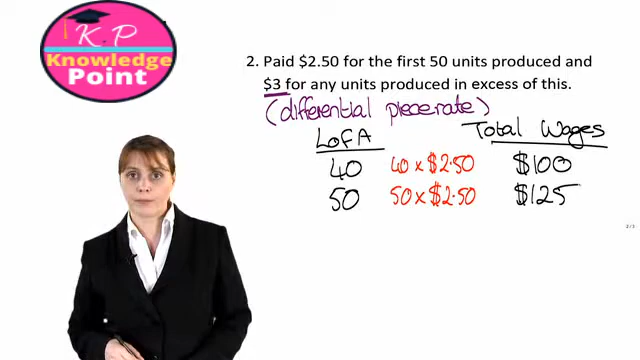 K.P
Knowledge
Point
2. Paid $2.50 for the first 50 units produced and
$3 for any units produced in excess of this.
(differential piecerate)
LofA Total Wages
40 40 x $2.50 $100
50 50 x $2.50 $125